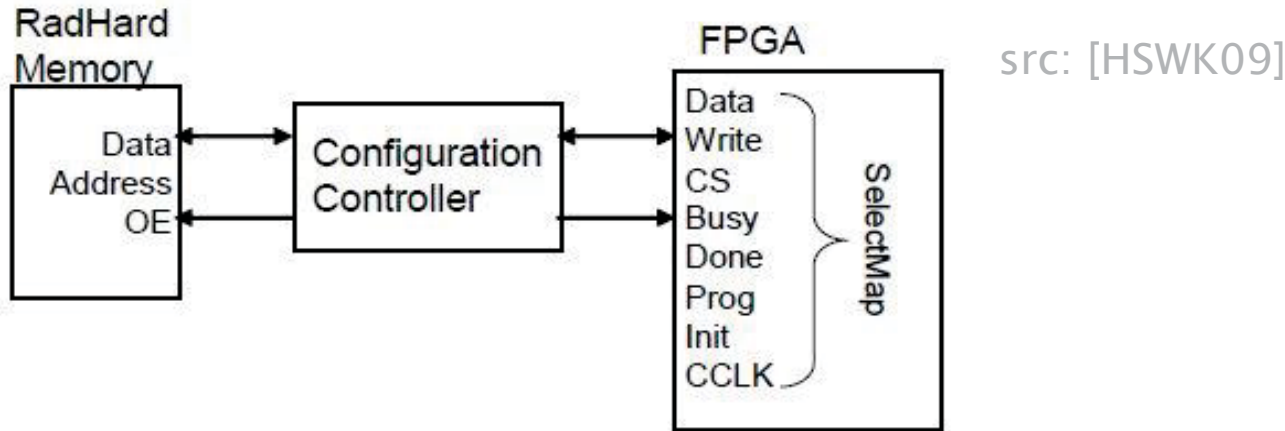 RadHard
Memory
Data
Address
OE
Configuration
Controller
FPGA
Data
Write
CS
Busy
Done
Prog
Init
CCLK
SelectMap
src: [HSWK09]